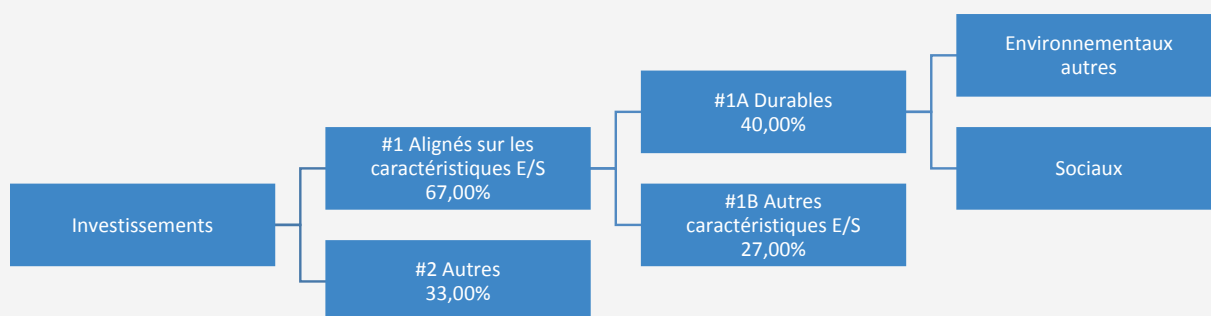 Investissements
#1 Alignés sur les
caractéristiques E/S
67,00%
#2 Autres
33,00%
#1A Durables
40,00%
#1B Autres
caractéristiques E/S
27,00%
Environnementaux
autres
Sociaux